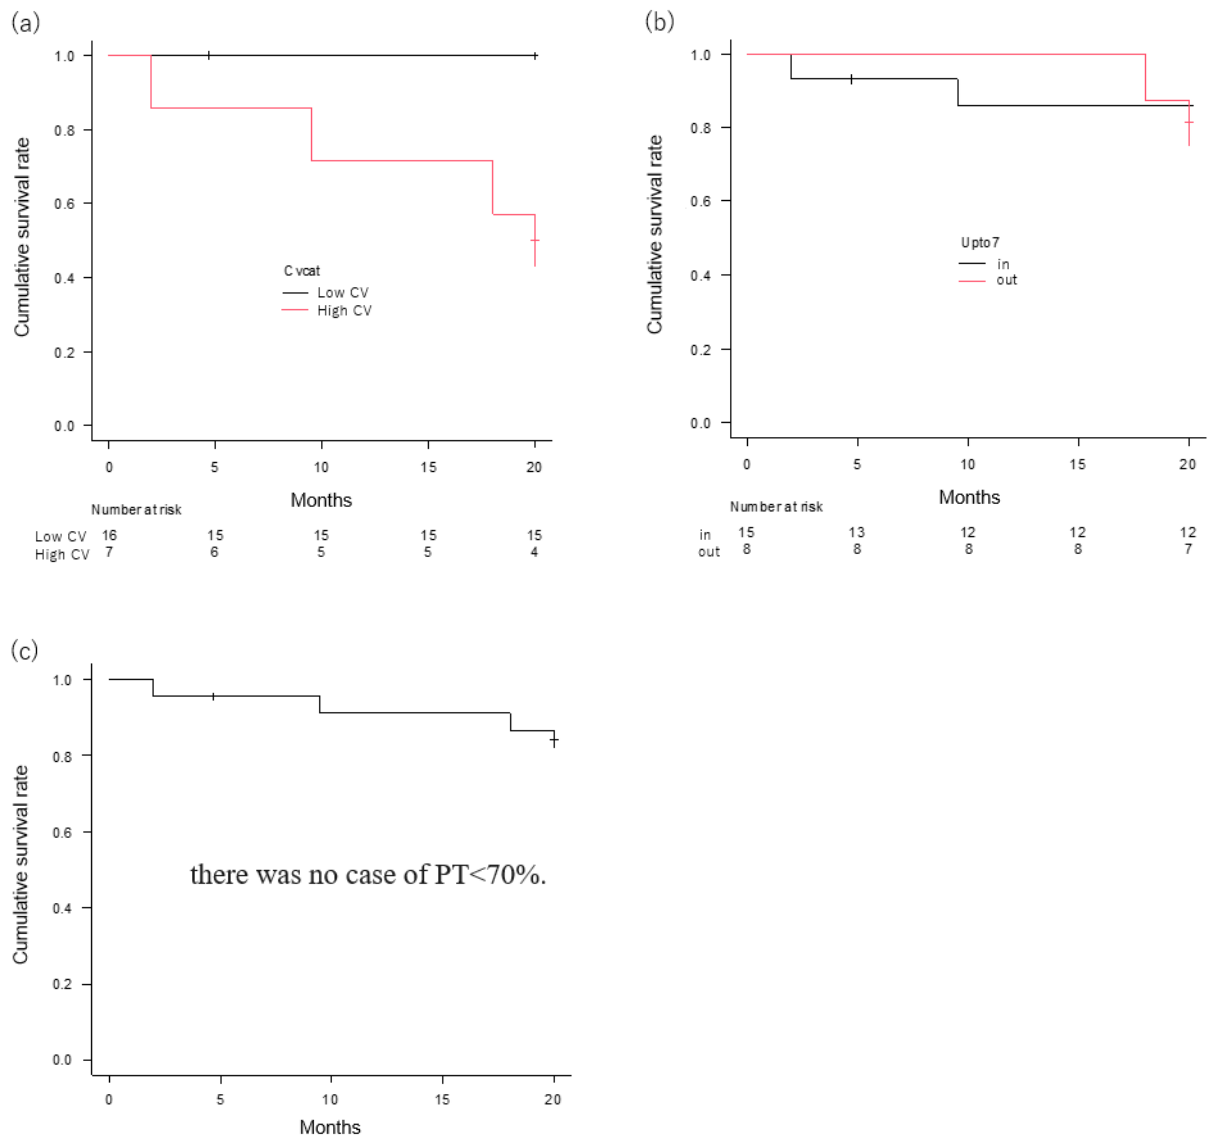 (a)
1.0
0.8
0.6
0.4
0.2
0.0
Cumulative survival rate
Cvcat
Low CV
High CV
0 5 10 15 20
Months
Number at risk
Low CV 16 15 15 15 15
High CV 7 6 5 5 4
(b)
1.0
0.8
0.6
0.4
0.2
0.0
Cumulative survival rate
Upto7
in
out
0 5 10 15 20
Months
Number at risk
in 15 13 12 12 12
out 8 8 8 8 7
(c)
1.0
0.8
0.6
0.4
0.2
0.0
Cumulative survival rate
there was no case of PT<70%.
0 5 10 15 20
Months